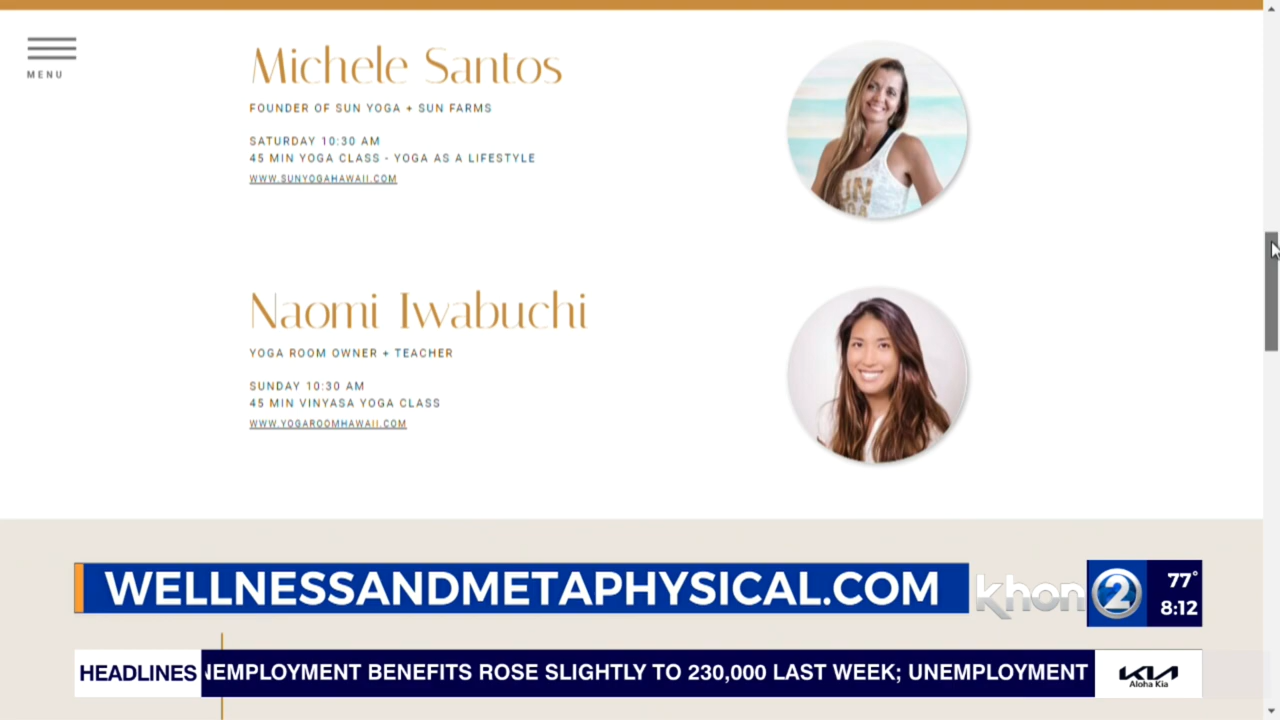 MENU
Michele Santos
FOUNDER OF SUN YOGA + SUN FARMS
SATURDAY 10:30 AM
45 MIN YOGA CLASS - YOGA AS A LIFESTYLE
WWW.SUNYOGAHAWAII.COM
Naomi Iwabuchi
YOGA ROOM OWNER + TEACHER
SUNDAY 10:30 AM
45 MIN VINYASA YOGA CLASS
WWW.YOGAROOMHAWAII.COM
WELLNESSANDMETAPHYSICAL.COM
khon 2
77°
8:12
HEADLINES
EMPLOYMENT BENEFITS ROSE SLIGHTLY TO 230,000 LAST WEEK; UNEMPLOYMENT
KIA
Aloha Kia